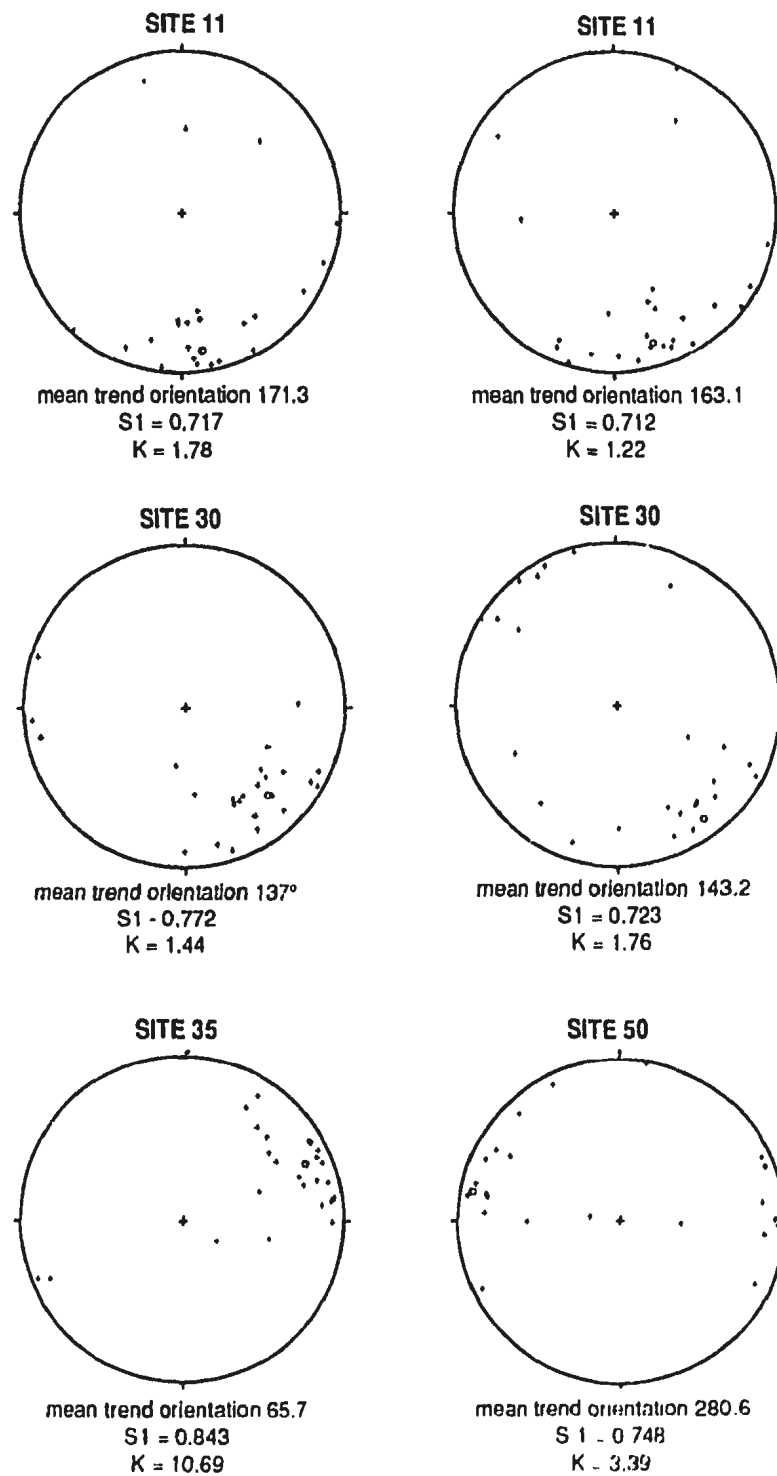 SITE 11
mean trend orientation 171.3
S1 = 0.717
K = 1.78
SITE 11
mean trend orientation 163.1
S1 = 0.712
K = 1.22
SITE 30
mean trend orientation 137º
S1 - 0.772
K = 1.44
SITE 30
mean trend orientation 143.2
S1 = 0.723
K = 1.76
SITE 35
mean trend orientation 65.7
S1 = 0.843
K = 10.69
SITE 50
mean trend orientation 280.6
S 1 - 0 748
K - 3.39